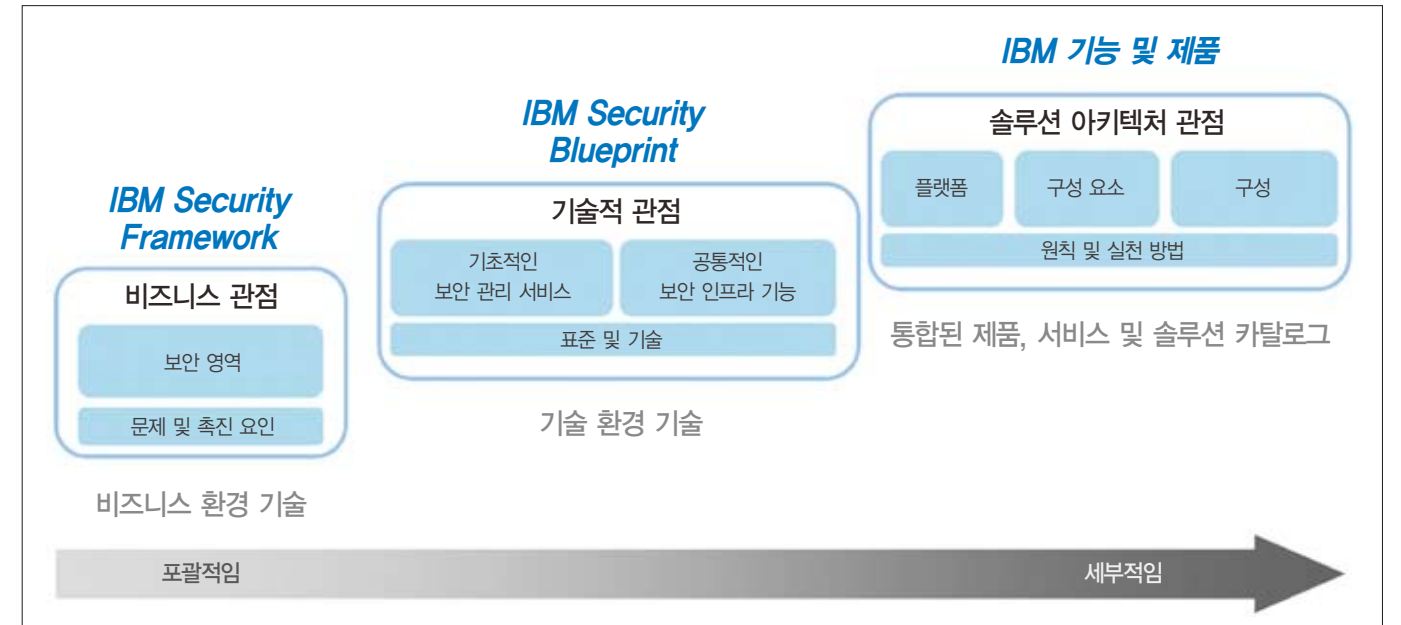 IBM Security
Framework
비즈니스 관점
보안 영역
문제 및 촉진 요인
비즈니스 환경 기술
IBM Security
Blueprint
기술적 관점
기초적인
보안 관리 서비스
공통적인
보안 인프라 기능
표준 및 기술
기술 환경 기술
IBM 기능 및 제품
솔루션 아키텍처 관점
플랫폼
구성 요소
구성
원칙 및 실천 방법
통합된 제품, 서비스 및 솔루션 카탈로그
포괄적임
세부적임